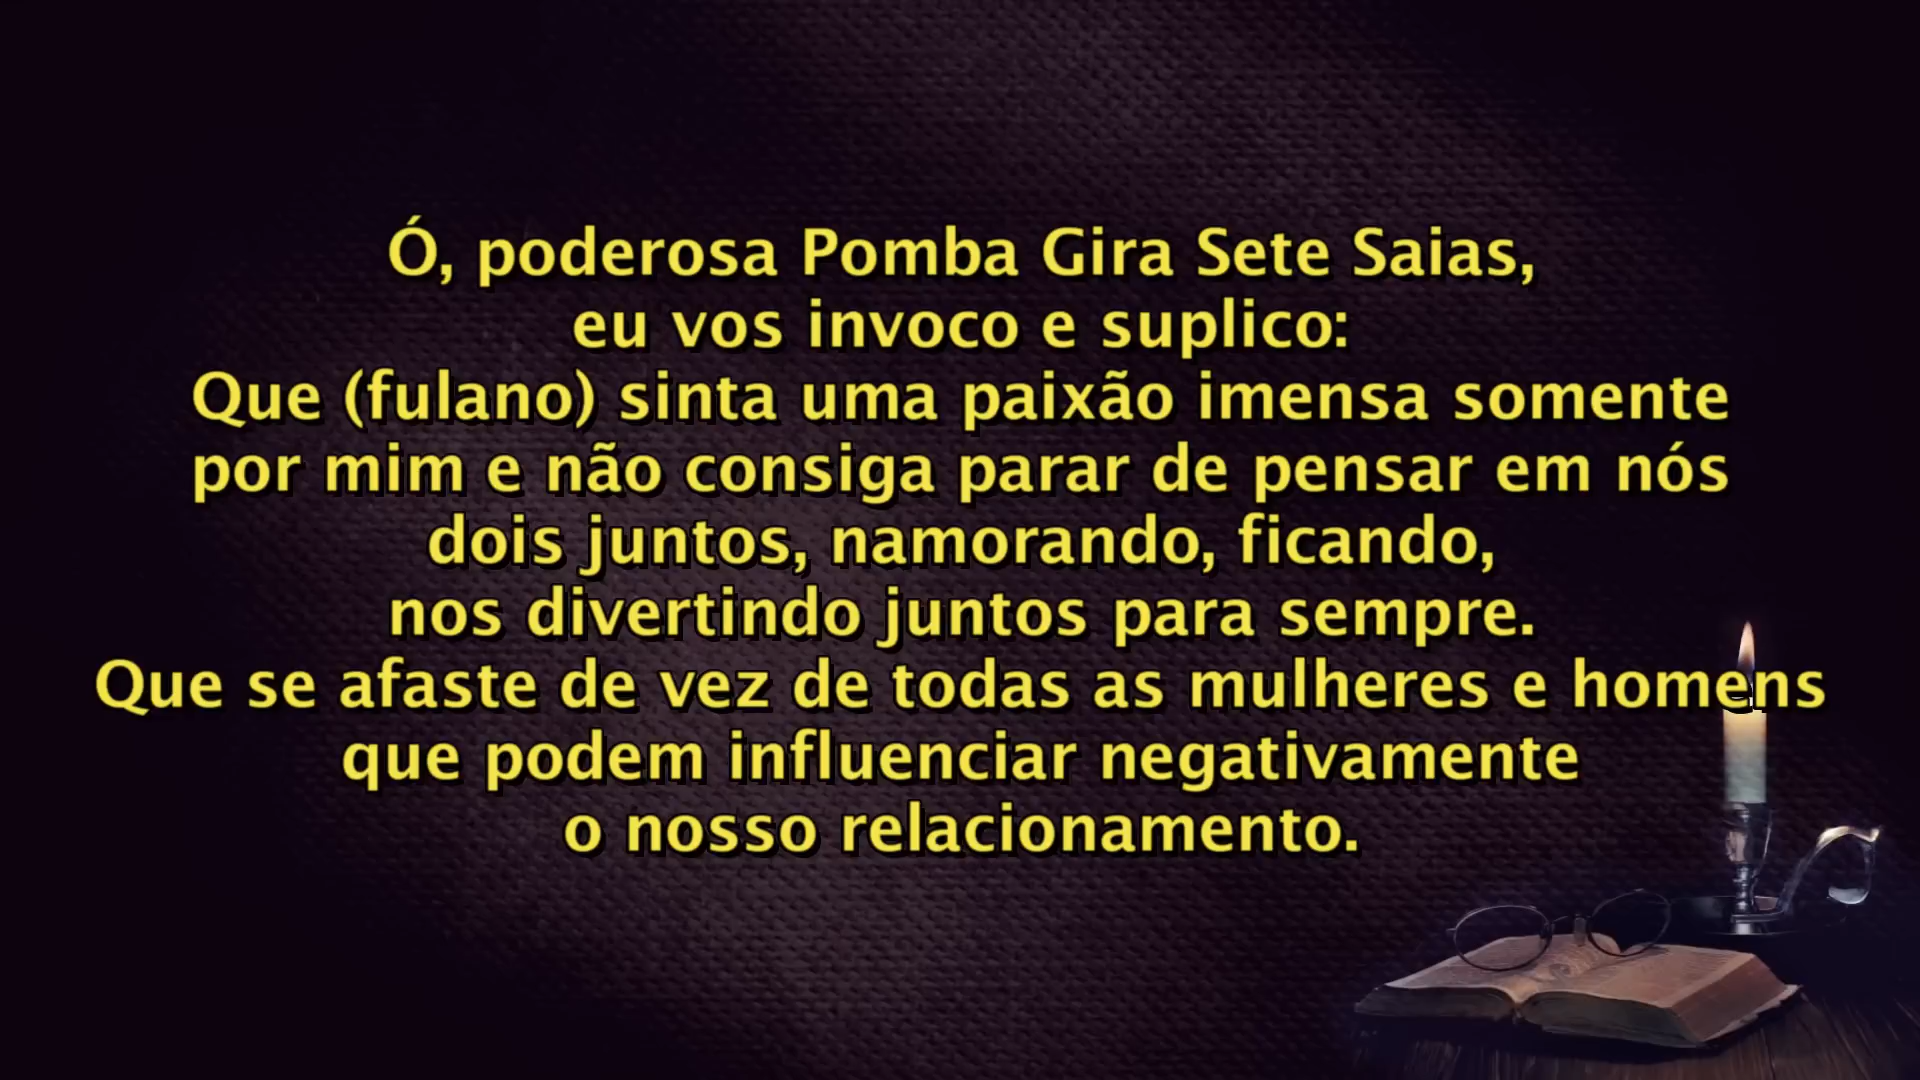 Ó, poderosa Pomba Gira Sete Saias,
eu vos invoco e suplico:
Que (fulano) sinta uma paixão imensa somente
por mim e não consiga parar de pensar em nós
dois juntos, namorando, ficando,
nos divertindo juntos para sempre.
Que se afaste de vez de todas as mulheres e homens
que podem influenciar negativamente
o nosso relacionamento.